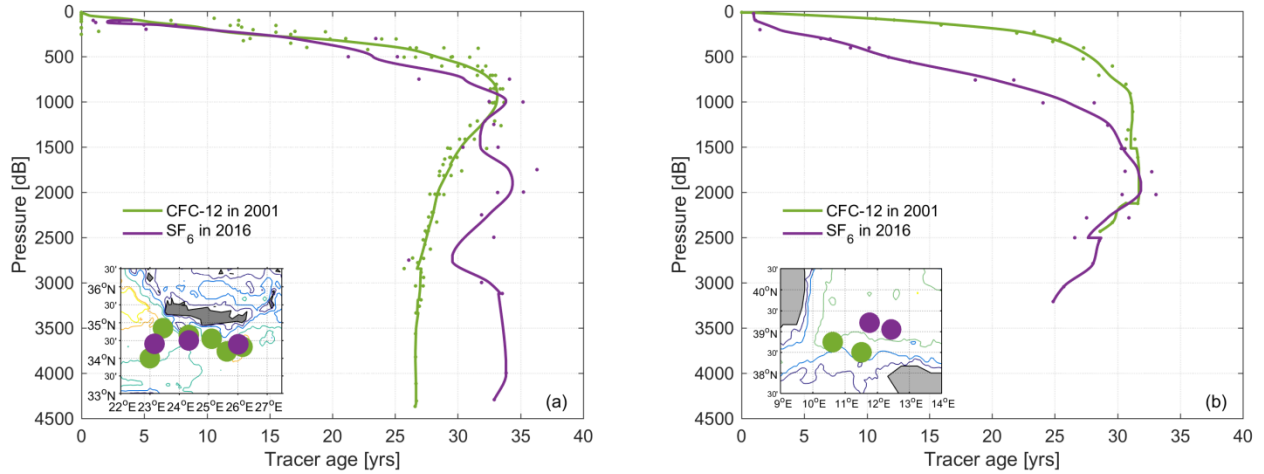 0 5 10 15 20 25 30 35 40
Tracer age [yrs]
0
500
1000
1500
2000
2500
3000
3500
4000
4500
Pressure [dB]
CFC-12 in 2001
SF6 in 2016
30'
36°N
30'
35°N
30'
34°N
30'
33°N
22°E 23°E 24°E 25°E 26°E 27°E
(a)
0 5 10 15 20 25 30 35 40
Tracer age [yrs]
0
500
1000
1500
2000
2500
3000
3500
4000
4500
Pressure [dB]
CFC-12 in 2001
SF6 in 2016
30'
40°N
30'
39°N
30'
38°N
30'
9°E 10°E 11°E 12°E 13°E 14°E
(b)